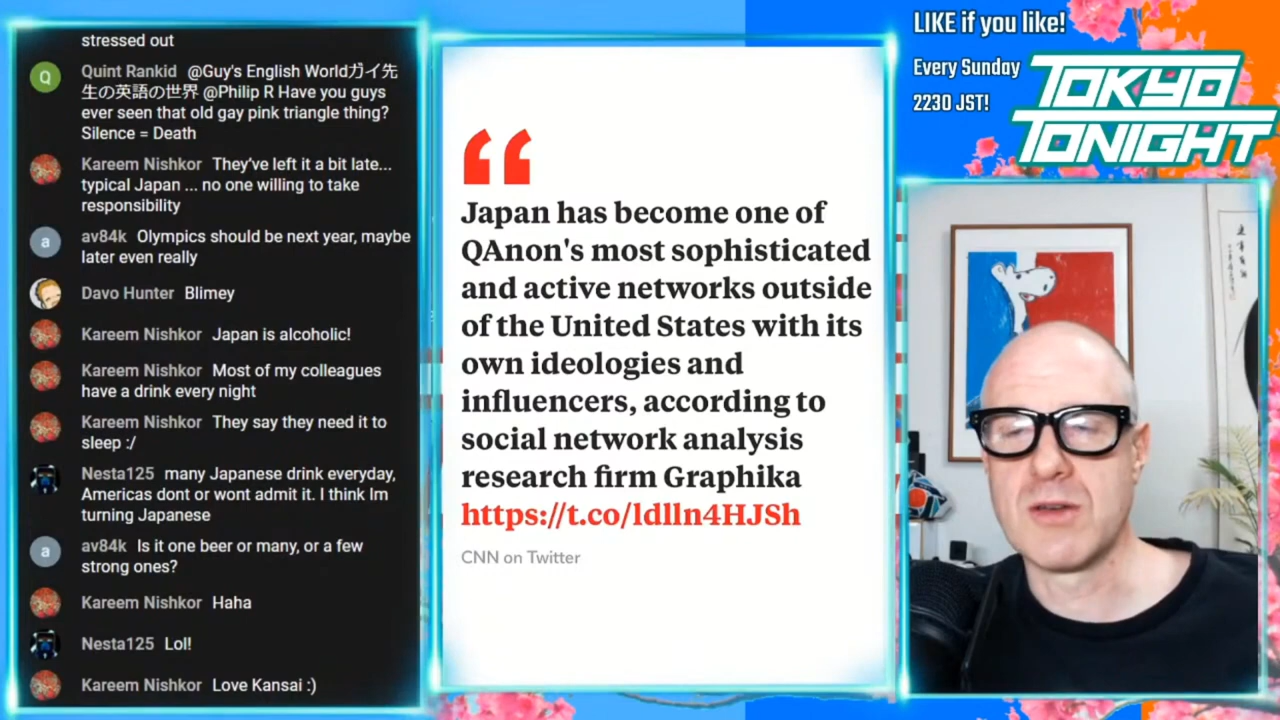 stressed out
Q
Quint Rankid @Guy's English Worldガイ先
生の英語の世界 @Philip R Have you guys
ever seen that old gay pink triangle thing?
Silence = Death
Kareem Nishkor They've left it a bit late...
typical Japan ... no one willing to take
responsibility
a
av84k Olympics should be next year, maybe
later even really
Davo Hunter Blimey
Kareem Nishkor Japan is alcoholic!
Kareem Nishkor Most of my colleagues
have a drink every night
Kareem Nishkor They say they need it to
sleep :/
Nesta125 many Japanese drink everyday,
Americas dont or wont admit it. I think Im
turning Japanese
a
av84k Is it one beer or many, or a few
strong ones?
Kareem Nishkor Haha
Nesta125 Lol!
Kareem Nishkor Love Kansai :)
“
Japan has become one of
QAnon's most sophisticated
and active networks outside
of the United States with its
own ideologies and
influencers, according to
social network analysis
research firm Graphika
https://t.co/ldlln4HJSh
CNN on Twitter
LIKE if you like!
Every Sunday
2230 JST!
TOKYO
TONIGHT